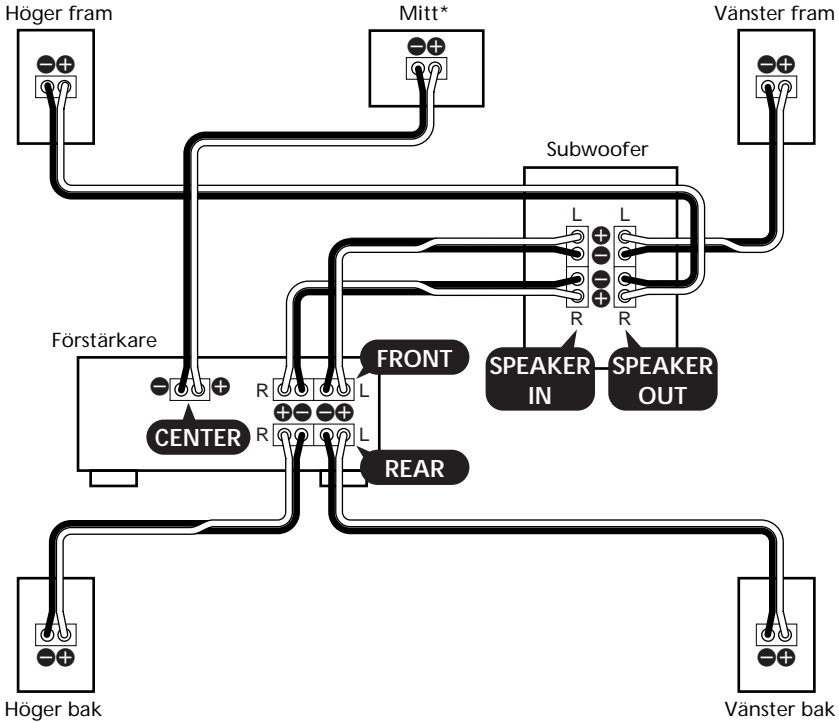 Höger fram
Mitt*
Vänster fram
⊖⊕
⊖⊕
⊖⊕
Subwoofer
L L
⊕
⊖
⊖
⊕
R R
SPEAKER IN
SPEAKER OUT
Förstärkare
⊖ ⊕
CENTER
FRONT
R L
⊕⊖ ⊖⊕
R L
REAR
⊖⊕
⊖⊕
Höger bak
Vänster bak